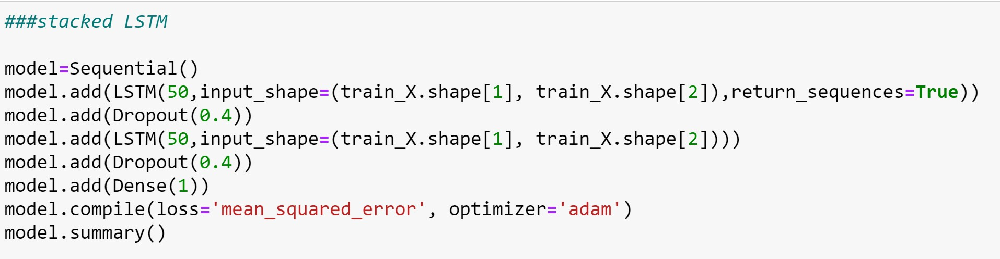 ###stacked LSTM
model=Sequential()
model.add(LSTM(50,input_shape=(train_X.shape[1], train_X.shape[2]),return_sequences=True))
model.add(Dropout(0.4))
model.add(LSTM(50,input_shape=(train_X.shape[1], train_X.shape[2])))
model.add(Dropout(0.4))
model.add(Dense(1))
model.compile(loss='mean_squared_error', optimizer='adam')
model.summary()